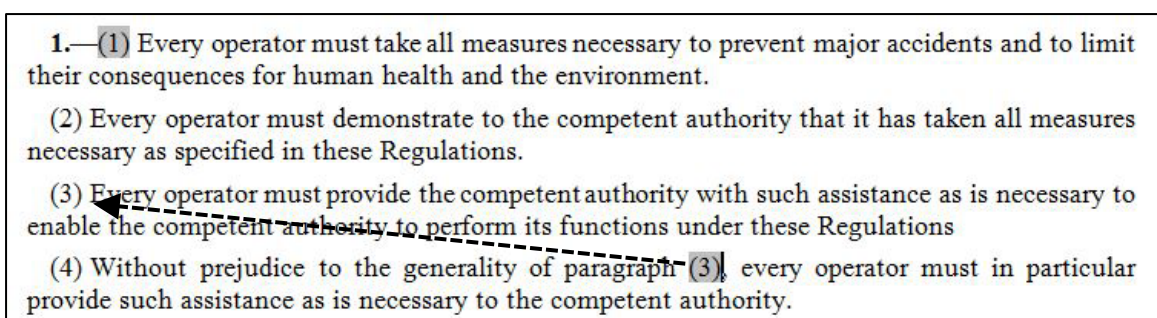 1.—(1) Every operator must take all measures necessary to prevent major accidents and to limit
their consequences for human health and the environment.
(2) Every operator must demonstrate to the competent authority that it has taken all measures
necessary as specified in these Regulations.
(3) Every operator must provide the competent authority with such assistance as is necessary to
enable the competent authority to perform its functions under these Regulations
(4) Without prejudice to the generality of paragraph (3), every operator must in particular
provide such assistance as is necessary to the competent authority.